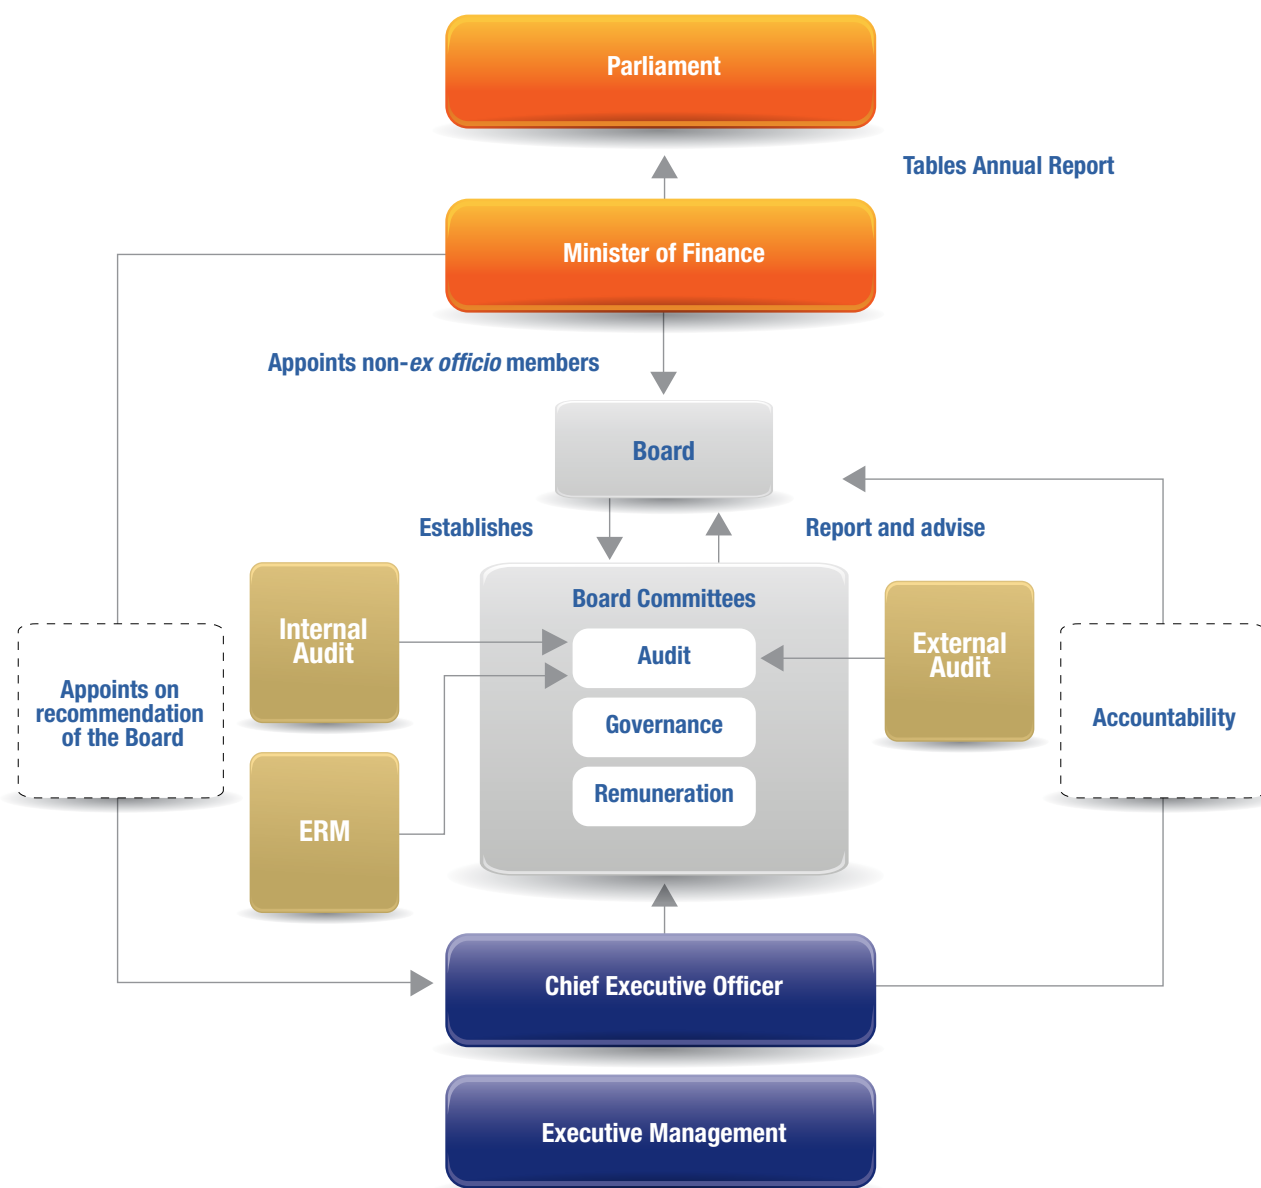 Parliament
Tables Annual Report
Minister of Finance
Appoints non-ex officio members
Board
Establishes
Report and advise
Board Committees
Internal
Audit
Audit
External
Audit
Appoints on
recommendation
of the Board
Governance
Accountability
Remuneration
ERM
Chief Executive Officer
Executive Management